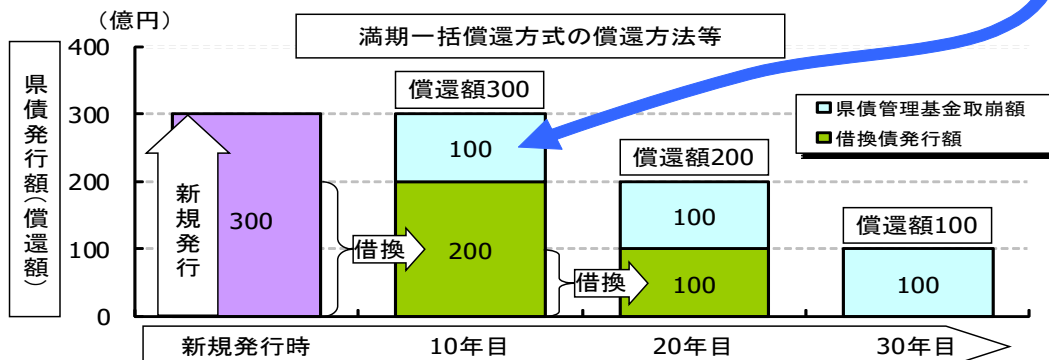 （億円）
満期一括償還方式の償還方法等
県債発行額（償還額）
400
300
200
100
0
償還額300
償還額200
償還額100
県債管理基金取崩額
借換債発行額
新規発行
300
借換
100
200
借換
100
100
100
新規発行時
10年目
20年目
30年目